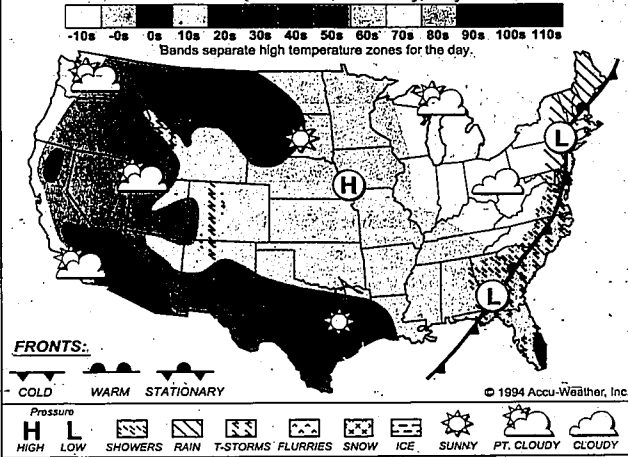 -10s -0s 0s 10s 20s 30s 40s 50s 60s 70s 80s 90s 100s 110s
Bands separate high temperature zones for the day.
L
H
L
FRONTS:
COLD WARM STATIONARY
© 1994 Accu-Weather, Inc.
Pressure
H L
HIGH LOW SHOWERS RAIN T-STORMS FLURRIES SNOW ICE SUNNY PT. CLOUDY CLOUDY